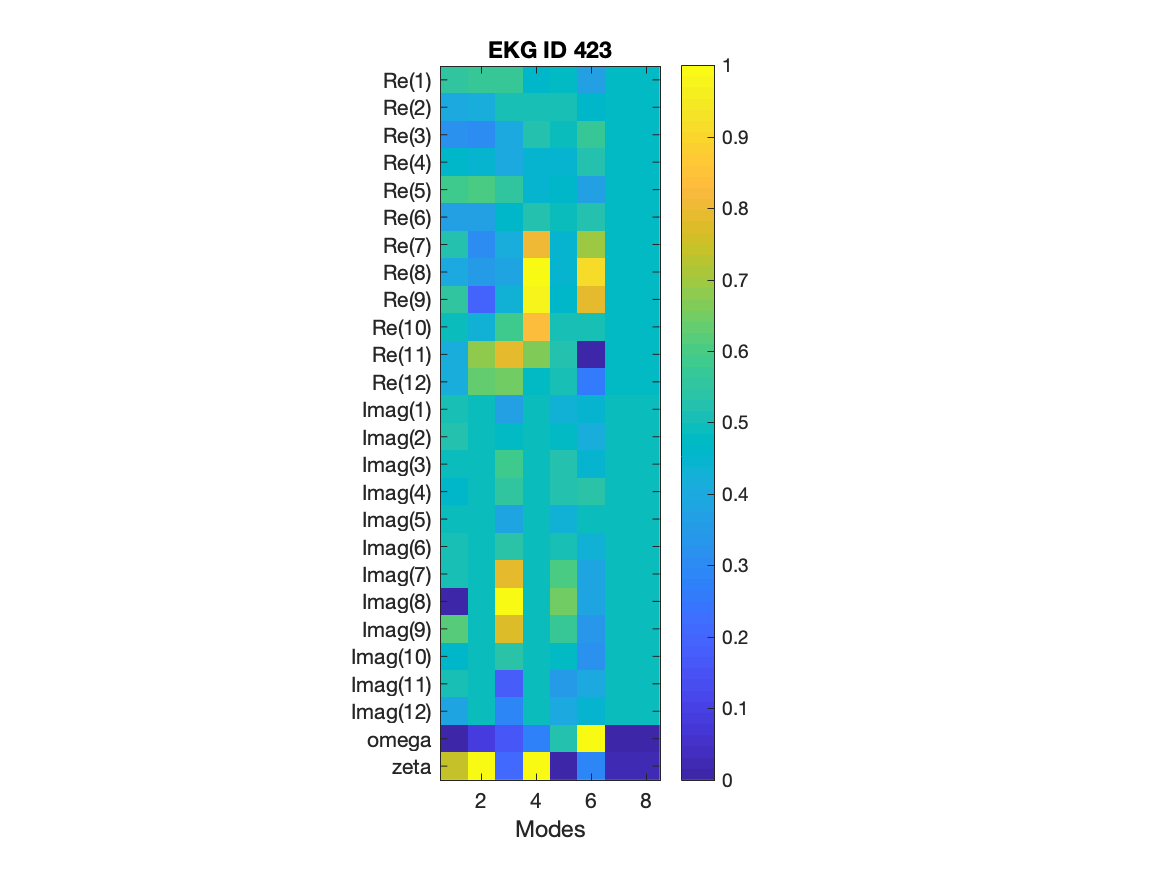 EKG ID 423
Re(1)
Re(2)
Re(3)
Re(4)
Re(5)
Re(6)
Re(7)
Re(8)
Re(9)
Re(10)
Re(11)
Re(12)
Imag(1)
Imag(2)
Imag(3)
Imag(4)
Imag(5)
Imag(6)
Imag(7)
Imag(8)
Imag(9)
Imag(10)
Imag(11)
Imag(12)
omega
zeta
2 4 6 8
Modes
1
0.9
0.8
0.7
0.6
0.5
0.4
0.3
0.2
0.1
0